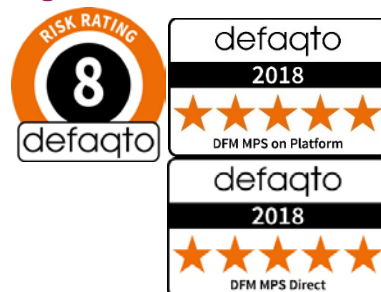 RISK RATING
8
defaqto
defaqto
2018
DFM MPS on Platform
defaqto
2018
DFM MPS Direct